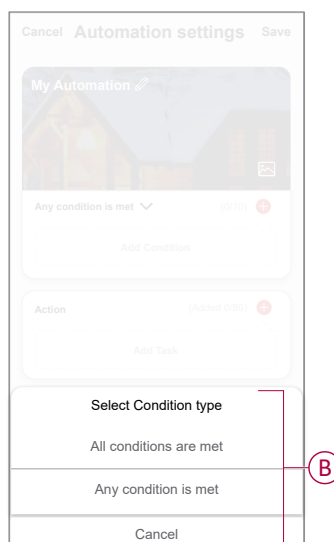 Cancel Automation settings Save
My Automation
Any condition is met (0/10)
Add Condition
Action (Added 0/80)
Add Task
Select Condition type
All conditions are met
Any condition is met
Cancel
B